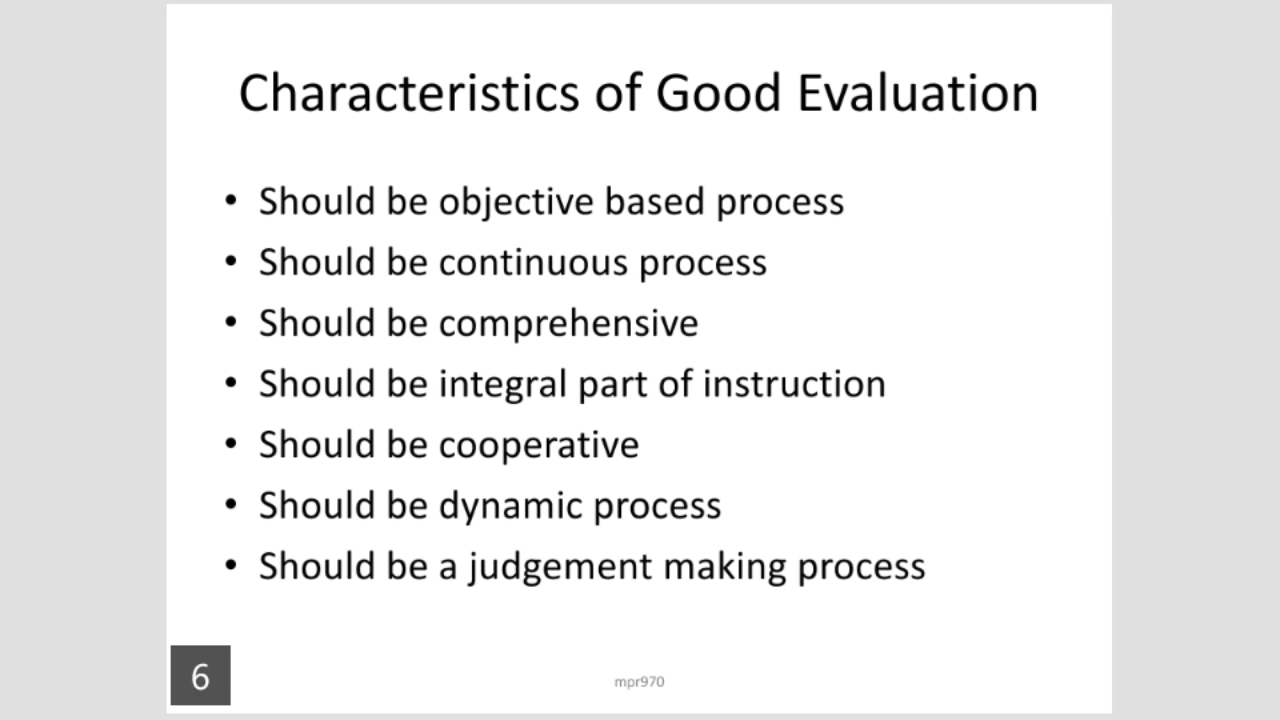 Characteristics of Good Evaluation
• Should be objective based process
• Should be continuous process
• Should be comprehensive
• Should be integral part of instruction
• Should be cooperative
• Should be dynamic process
• Should be a judgement making process
6
mpr970